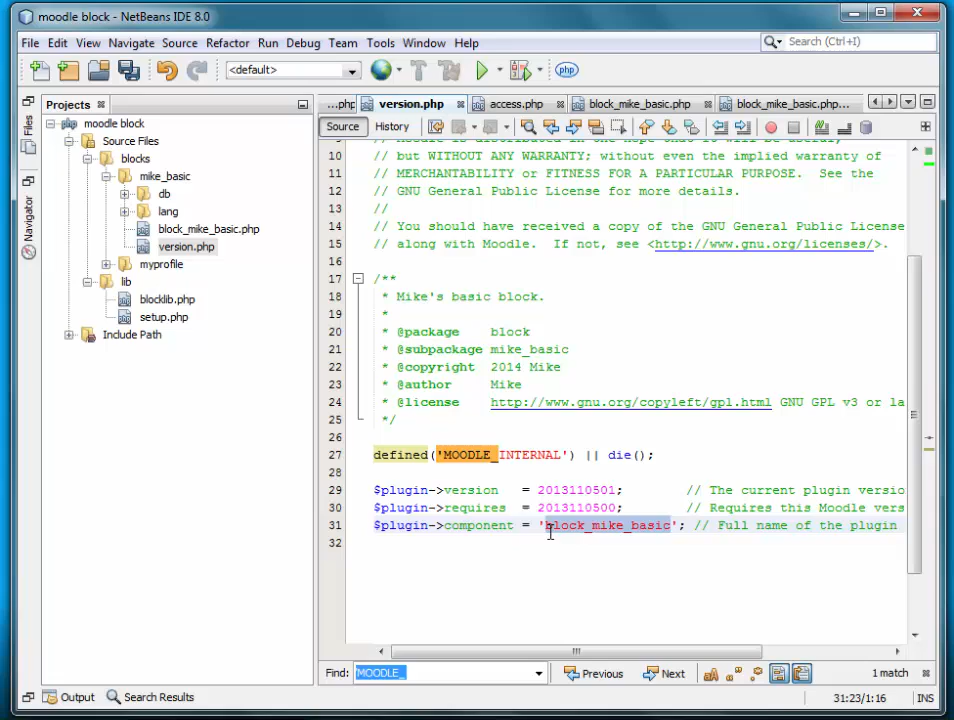 moodle block - NetBeans IDE 8.0
File Edit View Navigate Source Refactor Run Debug Team Tools Window Help
Search (Ctrl+I)
<default>
php
Files
Navigator
Projects
moodle block
Source Files
blocks
mike_basic
db
lang
block_mike_basic.php
version.php
myprofile
lib
blocklib.php
setup.php
Include Path
...php version.php access.php block_mike_basic.php block_mike_basic.php...
Source History
10 // but WITHOUT ANY WARRANTY; without even the implied warranty of
11 // MERCHANTABILITY or FITNESS FOR A PARTICULAR PURPOSE. See the
12 // GNU General Public License for more details.
13 //
14 // You should have received a copy of the GNU General Public License
15 // along with Moodle. If not, see <http://www.gnu.org/licenses/>.
16
17 /**
18 * Mike's basic block.
19 *
20 * @package block
21 * @subpackage mike_basic
22 * @copyright 2014 Mike
23 * @author Mike
24 * @license http://www.gnu.org/copyleft/gpl.html GNU GPL v3 or la
25 */
26
27 defined('MOODLE_INTERNAL') || die();
28
29 $plugin->version = 2013110501; // The current plugin versio
30 $plugin->requires = 2013110500; // Requires this Moodle vers
31 $plugin->component = 'block_mike_basic'; // Full name of the plugin
32
Find: 'MOODLE_ Previous Next 1 match
Output Search Results 31:23/1:16 INS